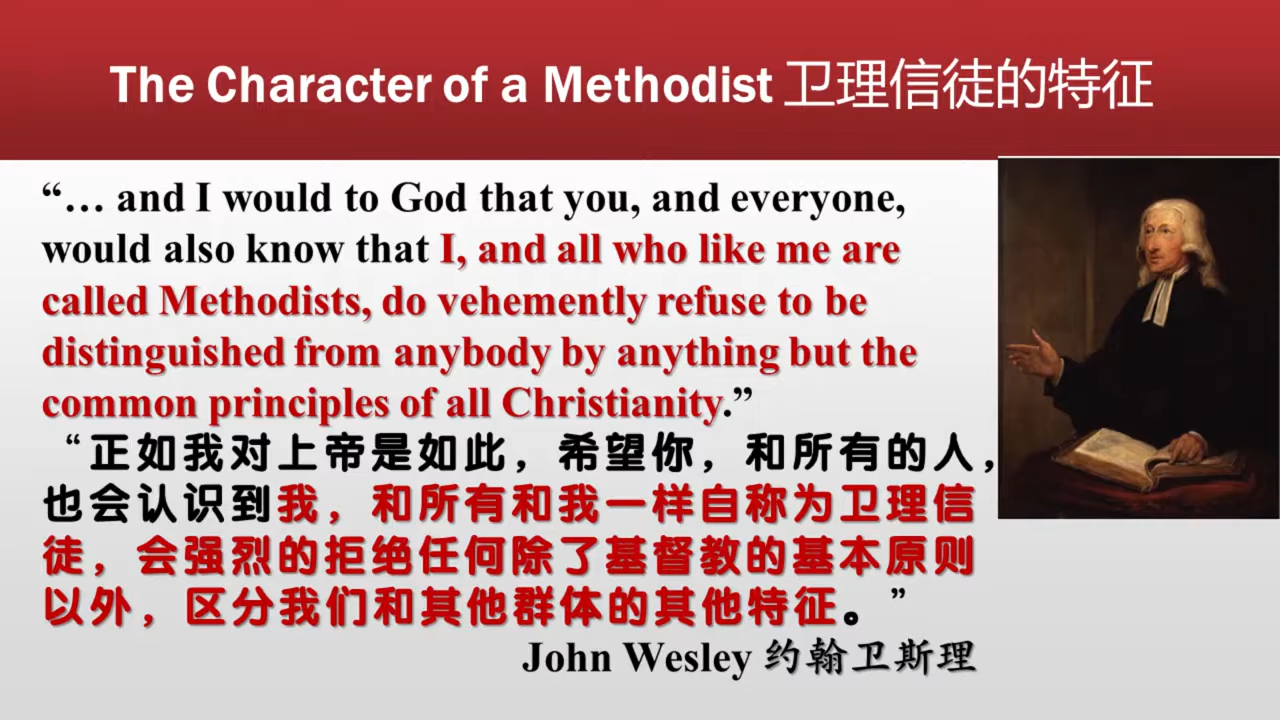 The Character of a Methodist 卫理信徒的特征
“… and I would to God that you, and everyone,
would also know that I, and all who like me are
called Methodists, do vehemently refuse to be
distinguished from anybody by anything but the
common principles of all Christianity.”
“正如我对上帝是如此，希望你，和所有的人，
也会认识到我，和所有和我一样自称为卫理信
徒，会强烈的拒绝任何除了基督教的基本原则
以外，区分我们和其他群体的其他特征。”
John Wesley 约翰卫斯理